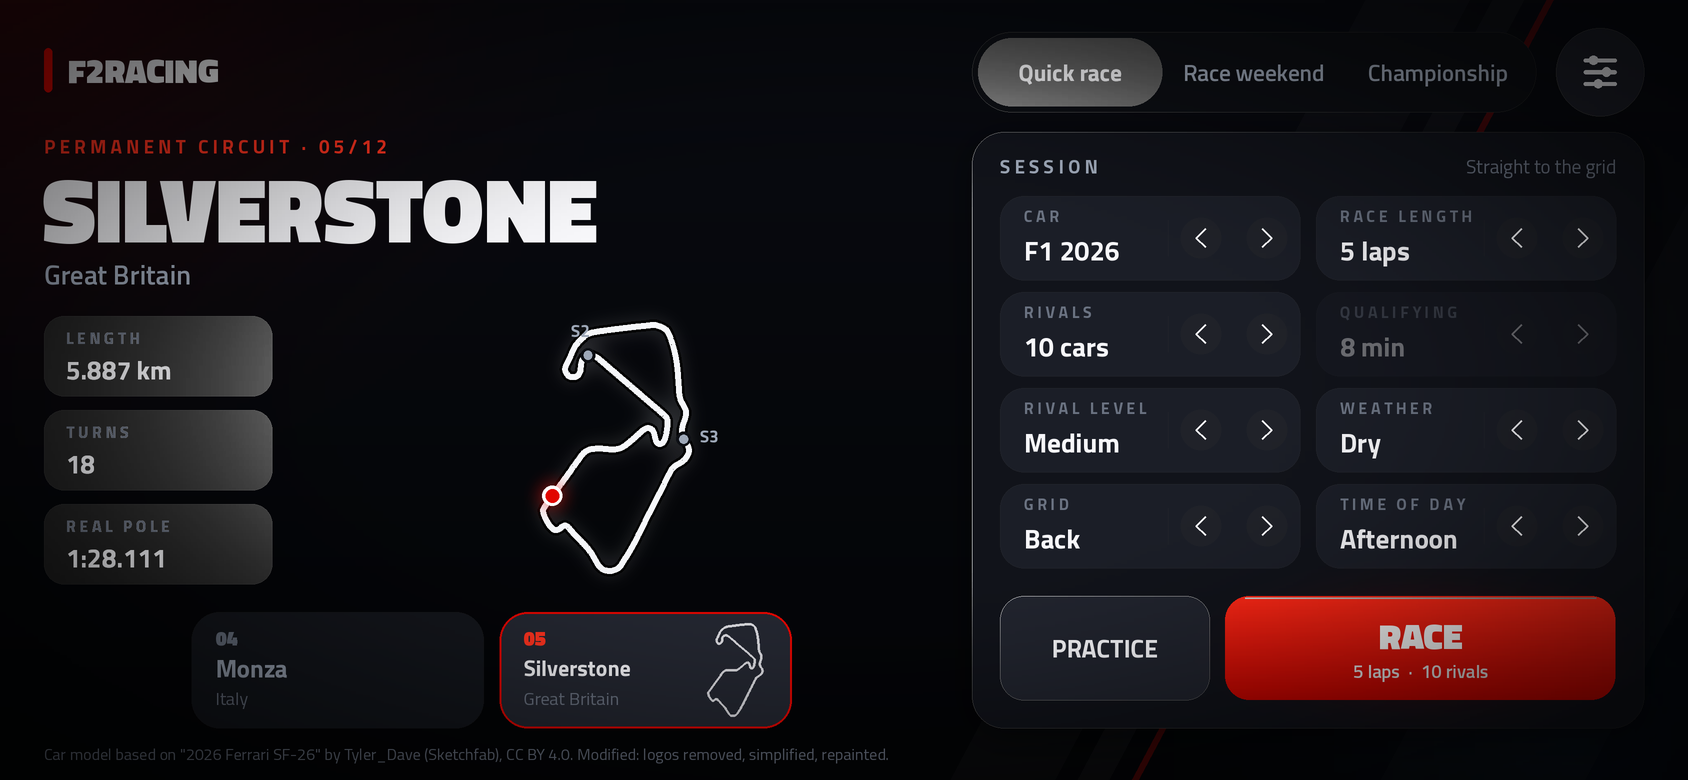 F2RACING
Quick race
Race weekend
Championship
PERMANENT CIRCUIT · 05/12
SILVERSTONE
Great Britain
LENGTH
5.887 km
TURNS
18
REAL POLE
1:28.111
S2
S3
04
Monza
Italy
05
Silverstone
Great Britain
SESSION
Straight to the grid
CAR
F1 2026
RACE LENGTH
5 laps
RIVALS
10 cars
QUALIFYING
8 min
RIVAL LEVEL
Medium
WEATHER
Dry
GRID
Back
TIME OF DAY
Afternoon
PRACTICE
RACE
5 laps · 10 rivals
Car model based on "2026 Ferrari SF-26" by Tyler_Dave (Sketchfab), CC BY 4.0. Modified: logos removed, simplified, repainted.